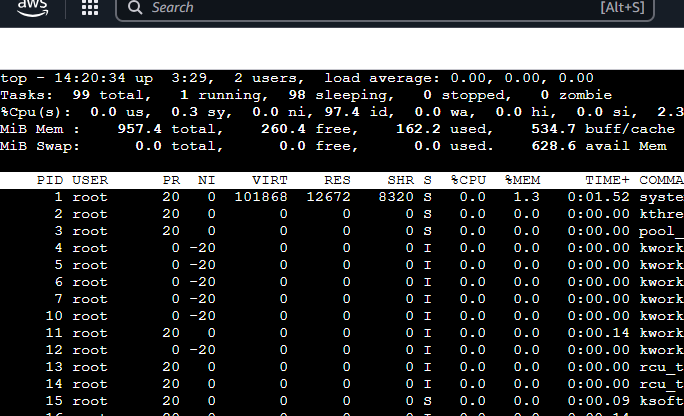 aws
Search [Alt+S]
top - 14:20:34 up  3:29,  2 users,  load average: 0.00, 0.00, 0.00
Tasks:  99 total,   1 running,  98 sleeping,   0 stopped,   0 zombie
%Cpu(s):  0.0 us,  0.3 sy,  0.0 ni, 97.4 id,  0.0 wa,  0.0 hi,  0.0 si,  2.3
MiB Mem :    957.4 total,    260.4 free,    162.2 used,    534.7 buff/cache
MiB Swap:      0.0 total,      0.0 free,      0.0 used.    628.6 avail Mem
PID USER      PR  NI    VIRT    RES    SHR S  %CPU  %MEM     TIME+ COMMA
1 root      20   0  101868  12672   8320 S   0.0   1.3   0:01.52 syste
2 root      20   0       0      0      0 S   0.0   0.0   0:00.00 kthre
3 root      20   0       0      0      0 S   0.0   0.0   0:00.00 pool_
4 root       0 -20       0      0      0 I   0.0   0.0   0:00.00 kwork
5 root       0 -20       0      0      0 I   0.0   0.0   0:00.00 kwork
6 root       0 -20       0      0      0 I   0.0   0.0   0:00.00 kwork
7 root       0 -20       0      0      0 I   0.0   0.0   0:00.00 kwork
10 root       0 -20       0      0      0 I   0.0   0.0   0:00.00 kwork
11 root      20   0       0      0      0 I   0.0   0.0   0:00.14 kwork
12 root       0 -20       0      0      0 I   0.0   0.0   0:00.00 kwork
13 root      20   0       0      0      0 I   0.0   0.0   0:00.00 rcu_t
14 root      20   0       0      0      0 I   0.0   0.0   0:00.00 rcu_t
15 root      20   0       0      0      0 S   0.0   0.0   0:00.09 ksoft